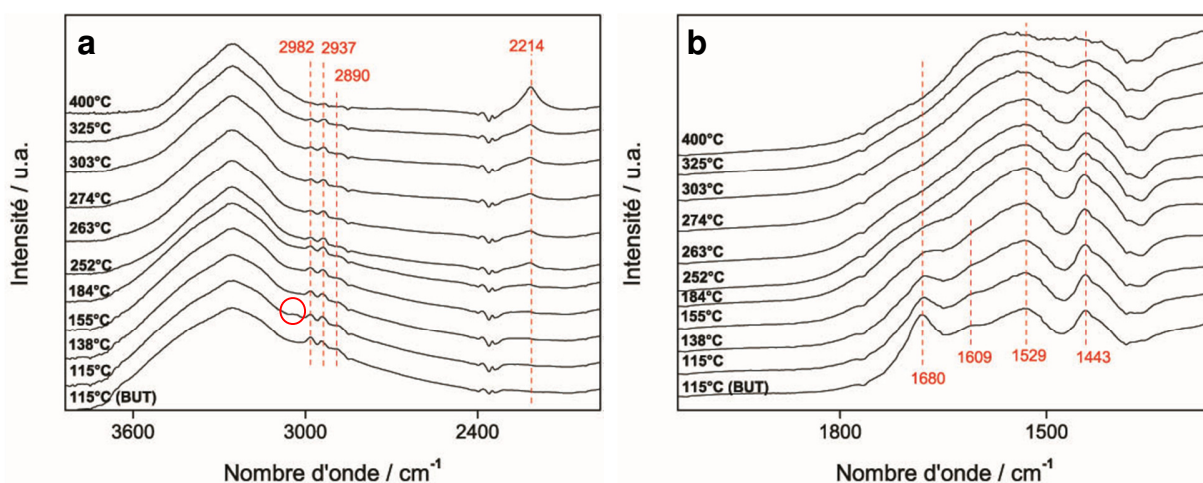 a
2982
2937
2890
2214
400°C
325°C
303°C
274°C
263°C
252°C
184°C
155°C
138°C
115°C
115°C (BUT)
3600
3000
2400
Nombre d'onde / cm-1
Intensité / u.a.
b
400°C
325°C
303°C
274°C
263°C
252°C
184°C
155°C
138°C
115°C
115°C (BUT)
1680
1609
1529
1443
1800
1500
Nombre d'onde / cm-1
Intensité / u.a.